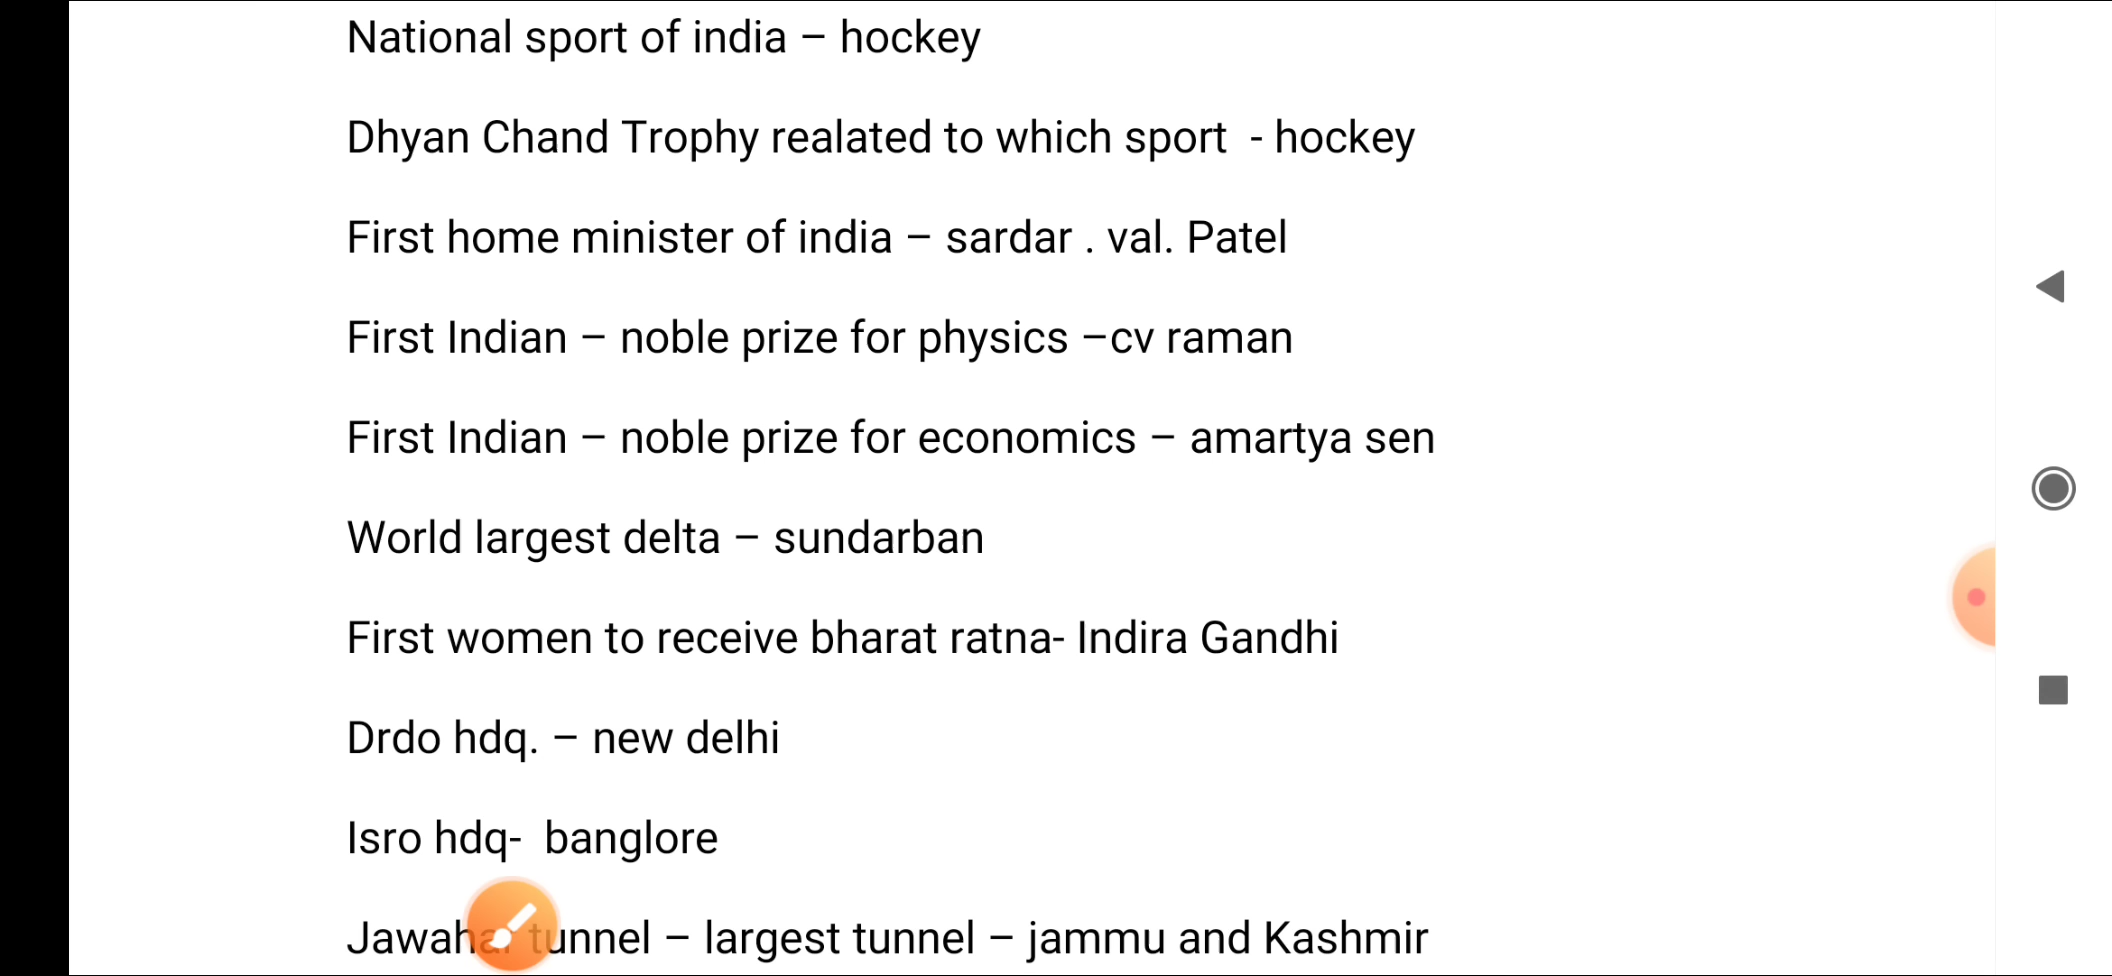 National sport of india – hockey
Dhyan Chand Trophy realated to which sport  - hockey
First home minister of india – sardar . val. Patel
First Indian – noble prize for physics –cv raman
First Indian – noble prize for economics – amartya sen
World largest delta – sundarban
First women to receive bharat ratna- Indira Gandhi
Drdo hdq. – new delhi
Isro hdq-  banglore
Jawahar tunnel – largest tunnel – jammu and Kashmir